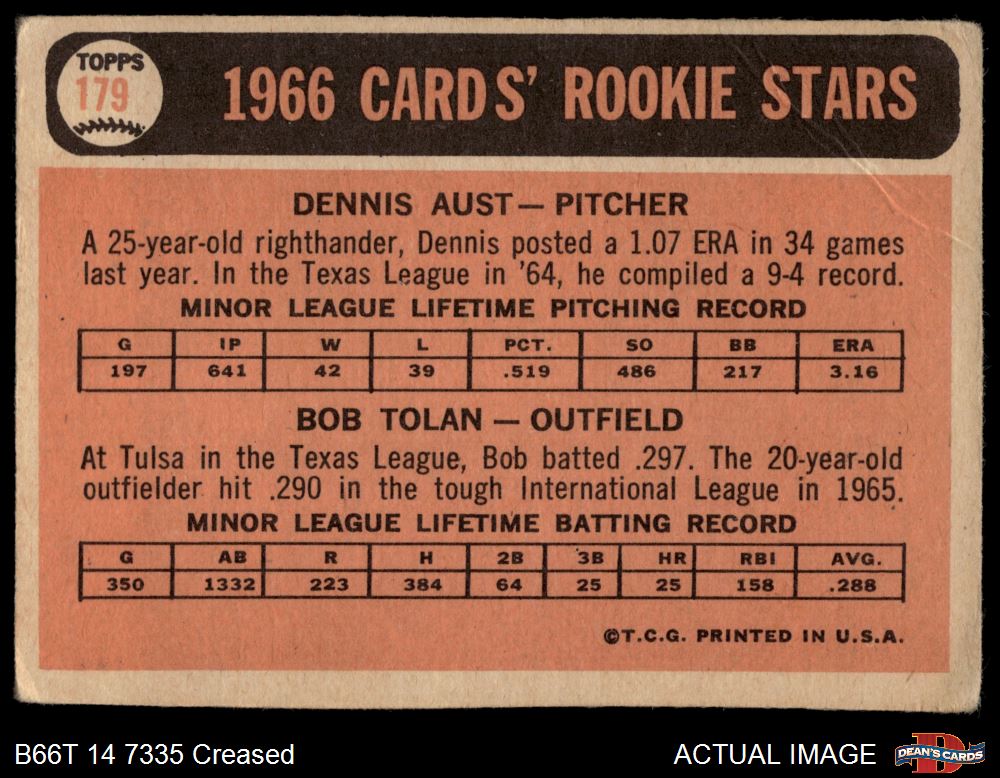 TOPPS
179
1966 CARDS' ROOKIE STARS
DENNIS AUST — PITCHER
A 25-year-old righthander, Dennis posted a 1.07 ERA in 34 games
last year. In the Texas League in '64, he compiled a 9-4 record.
MINOR LEAGUE LIFETIME PITCHING RECORD
G IP W L PCT. SO BB ERA
197 641 42 39 .519 486 217 3.16
BOB TOLAN — OUTFIELD
At Tulsa in the Texas League, Bob batted .297. The 20-year-old
outfielder hit .290 in the tough International League in 1965.
MINOR LEAGUE LIFETIME BATTING RECORD
G AB R H 2B 3B HR RBI AVG.
350 1332 223 384 64 25 25 158 .288
©T.C.G. PRINTED IN U.S.A.
B66T 14 7335 Creased
ACTUAL IMAGE
DEAN'S CARDS